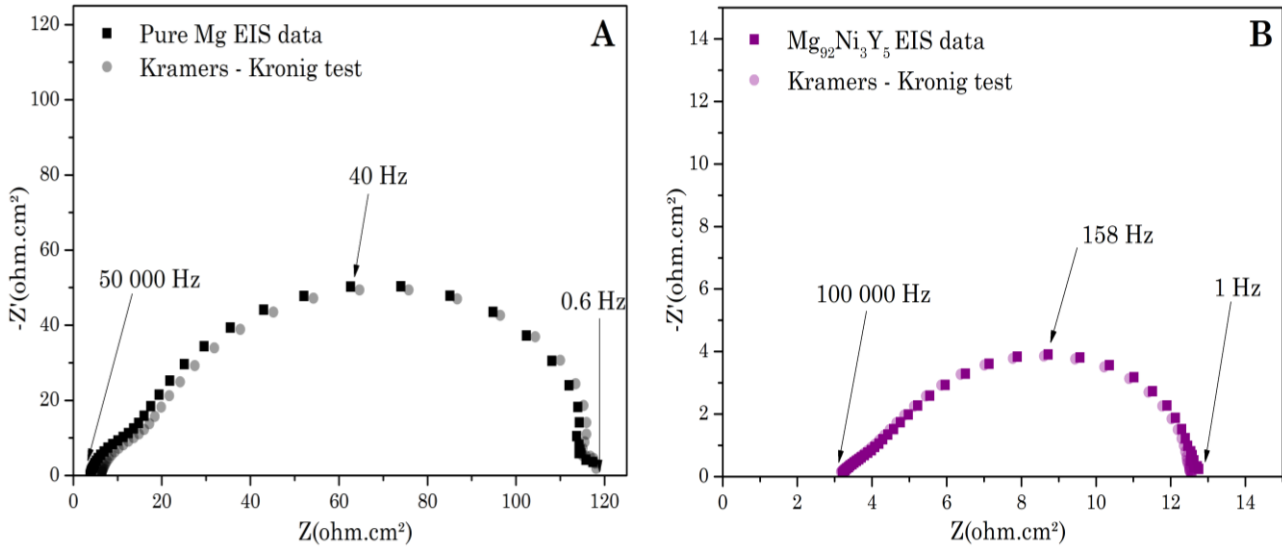 A
Pure Mg EIS data
Kramers - Kronig test
120
100
80
60
40
20
0
-Z'(ohm.cm²)
50 000 Hz
40 Hz
0.6 Hz
0 20 40 60 80 100 120
Z(ohm.cm²)
B
Mg₉₂Ni₃Y₅ EIS data
Kramers - Kronig test
14
12
10
8
6
4
2
0
-Z'(ohm.cm²)
100 000 Hz
158 Hz
1 Hz
0 2 4 6 8 10 12 14
Z(ohm.cm²)